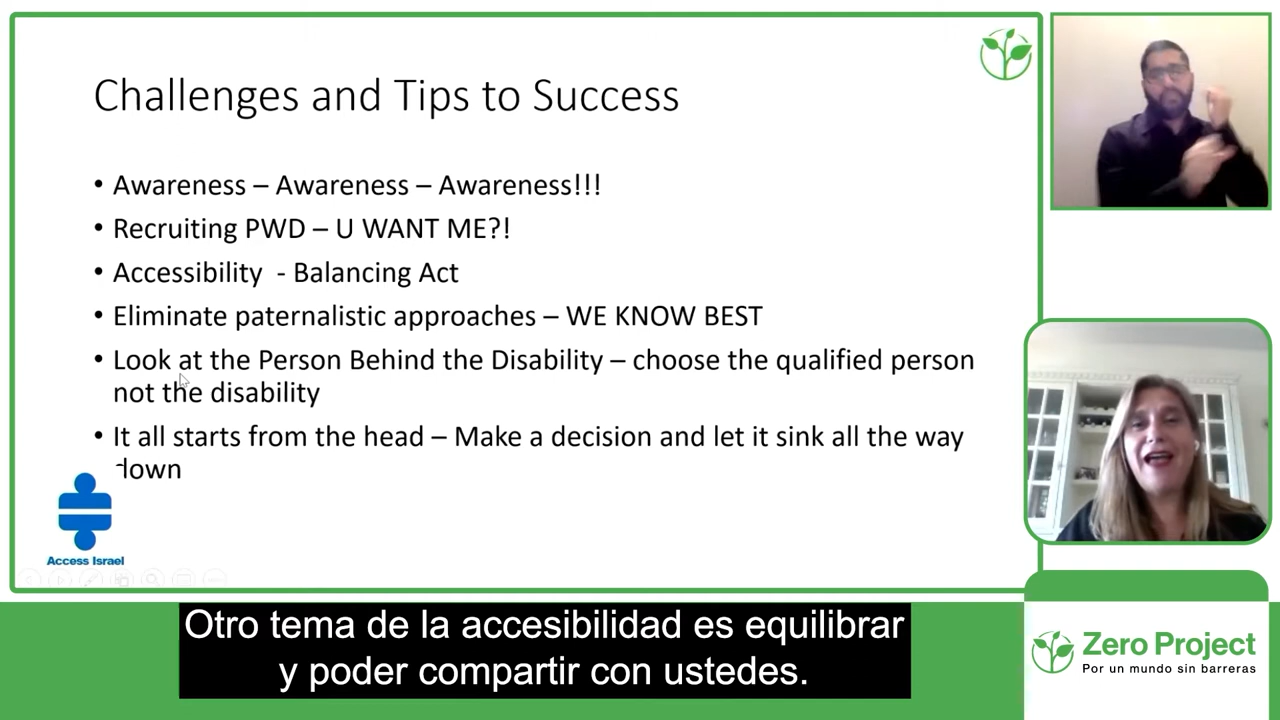 Challenges and Tips to Success
• Awareness – Awareness – Awareness!!!
• Recruiting PWD – U WANT ME?!
• Accessibility  - Balancing Act
• Eliminate paternalistic approaches – WE KNOW BEST
• Look at the Person Behind the Disability – choose the qualified person
not the disability
• It all starts from the head – Make a decision and let it sink all the way
down
Access Israel
Otro tema de la accesibilidad es equilibrar
y poder compartir con ustedes.
Zero Project
Por un mundo sin barreras